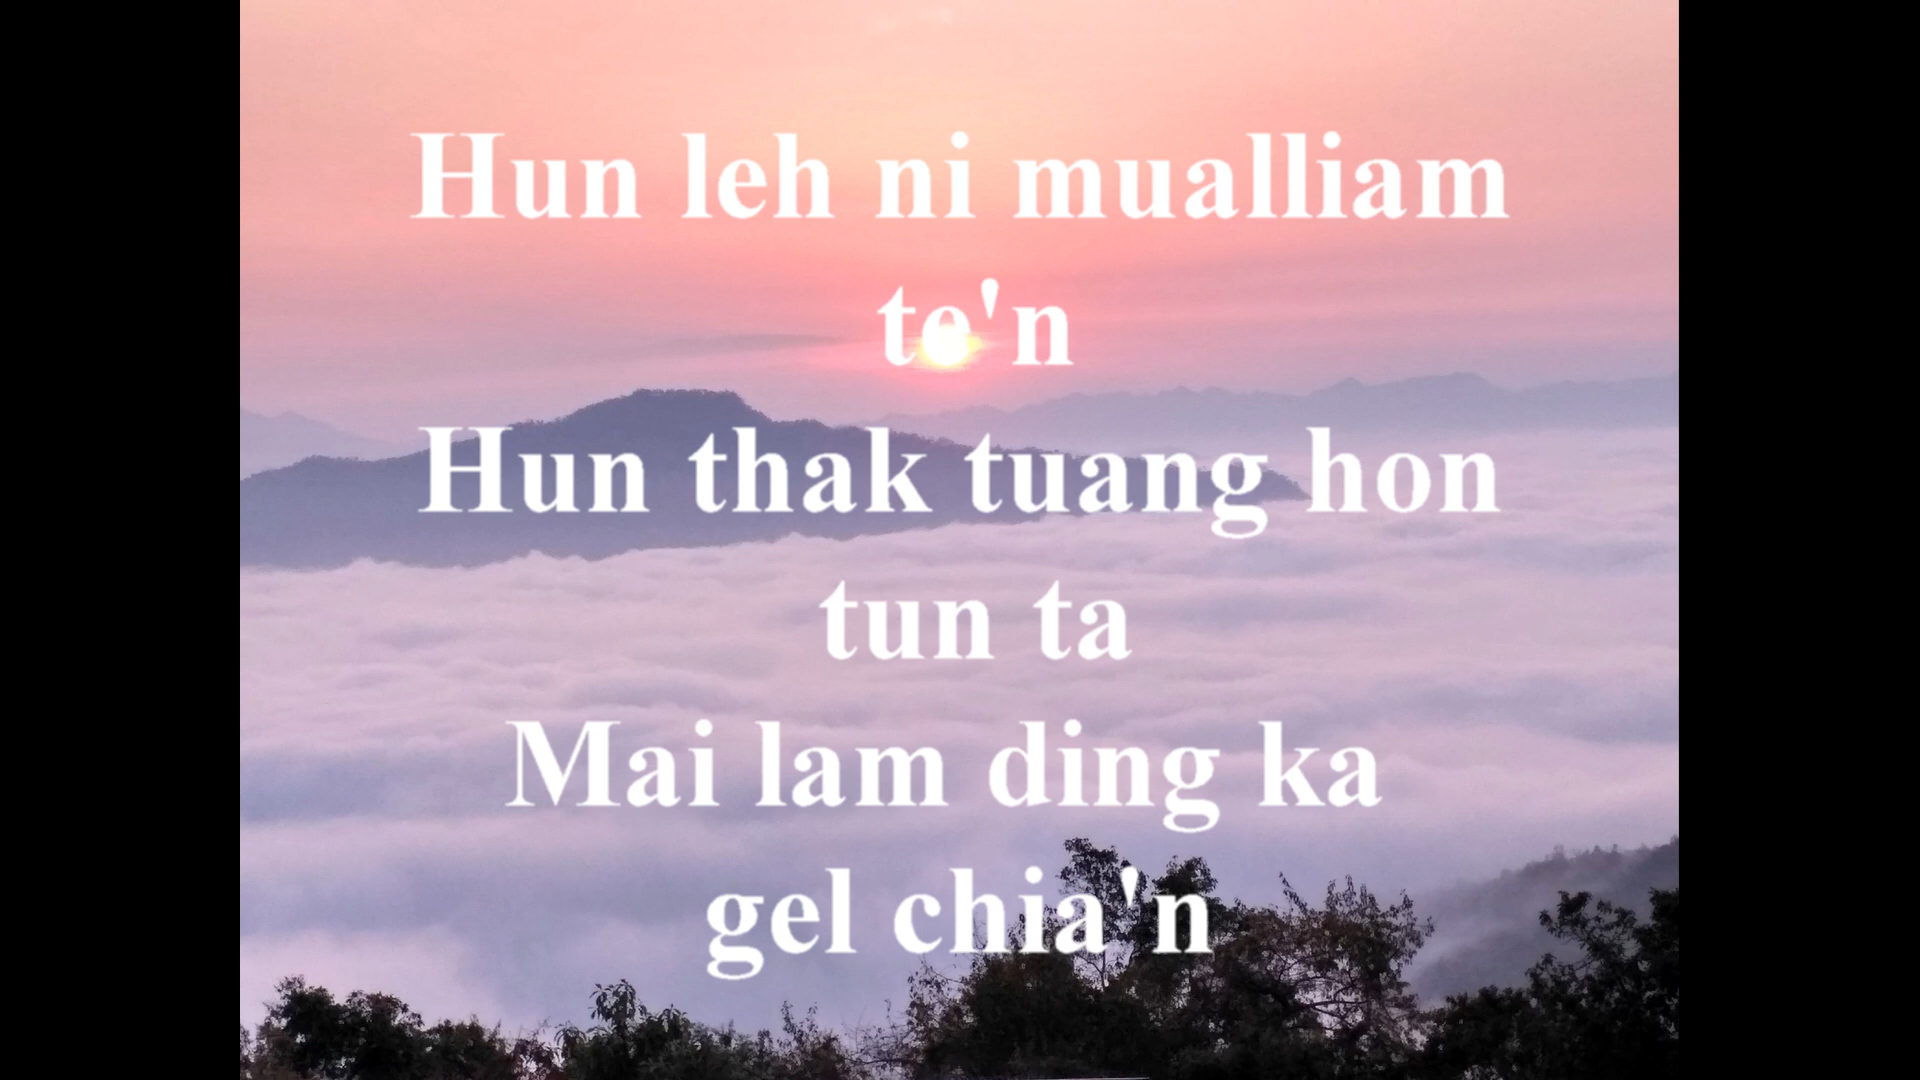 Hun leh ni mualliam
te'n
Hun thak tuang hon
tun ta
Mai lam ding ka
gel chia'n